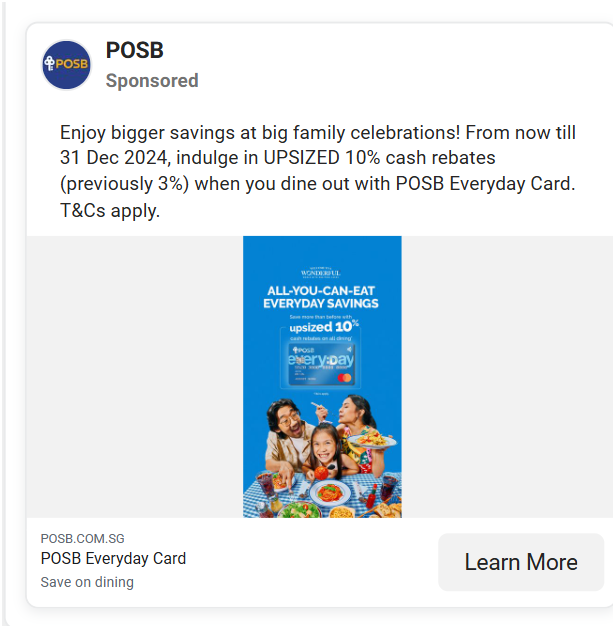 POSB
POSB
Sponsored
Enjoy bigger savings at big family celebrations! From now till
31 Dec 2024, indulge in UPSIZED 10% cash rebates
(previously 3%) when you dine out with POSB Everyday Card.
T&Cs apply.
WONDERFUL
ALL-YOU-CAN-EAT
EVERYDAY SAVINGS
Save more than before with
upsized 10%
cash rebates on all dining
POSB
everyday
POSB.COM.SG
POSB Everyday Card
Save on dining
Learn More